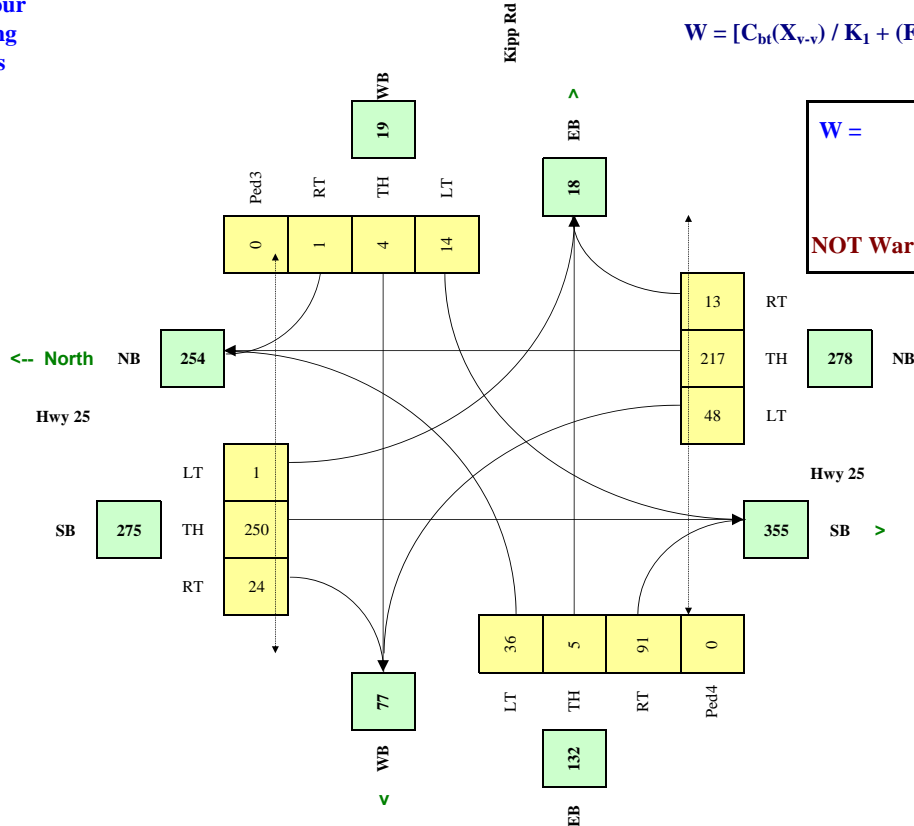 our
ng
s
Kipp Rd
W = [Cbt(Xv-v) / K1 + (F
WB
^
19
EB
W =
18
Ped3
RT
TH
LT
0
1
4
14
NOT War
13
RT
<-- North
NB
254
217
TH
278
NB
Hwy 25
48
LT
LT
1
Hwy 25
SB
275
TH
250
355
SB
>
RT
24
36
5
91
0
77
LT
TH
RT
Ped4
WB
132
v
EB